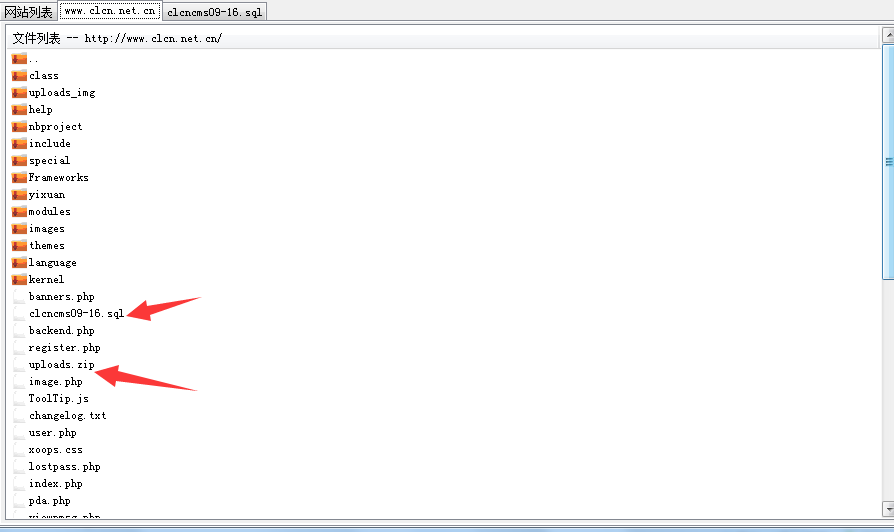 网站列表 www.clcn.net.cn clcncms09-16.sql
文件列表 -- http://www.clcn.net.cn/
..
class
uploads_img
help
nbproject
include
special
Frameworks
yixuan
modules
images
themes
language
kernel
banners.php
clcncms09-16.sql
backend.php
register.php
uploads.zip
image.php
ToolTip.js
changelog.txt
user.php
xoops.css
lostpass.php
index.php
pda.php
viewpmsg.php